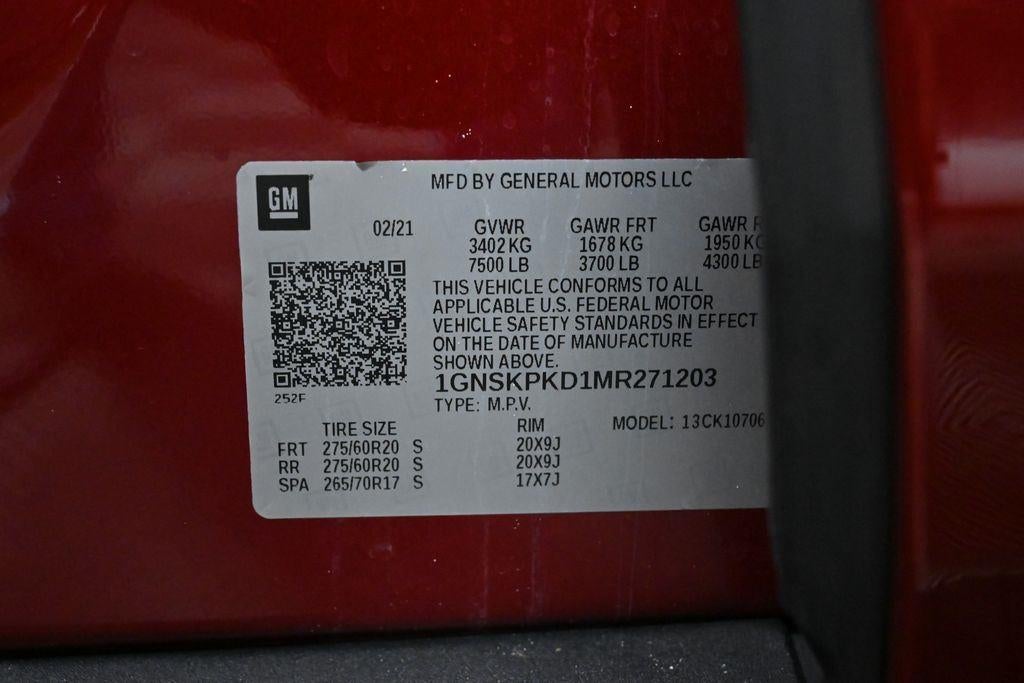 GM
MFD BY GENERAL MOTORS LLC
02/21
GVWR GAWR FRT GAWR
3402 KG 1678 KG 1950 KG
7500 LB 3700 LB 4300 LB
THIS VEHICLE CONFORMS TO ALL
APPLICABLE U.S. FEDERAL MOTOR
VEHICLE SAFETY STANDARDS IN EFFECT
ON THE DATE OF MANUFACTURE
SHOWN ABOVE.
1GNSKPKD1MR271203
252F
TYPE: M.P.V.
TIRE SIZE RIM MODEL: 13CK10706
FRT 275/60R20 S 20X9J
RR 275/60R20 S 20X9J
SPA 265/70R17 S 17X7J